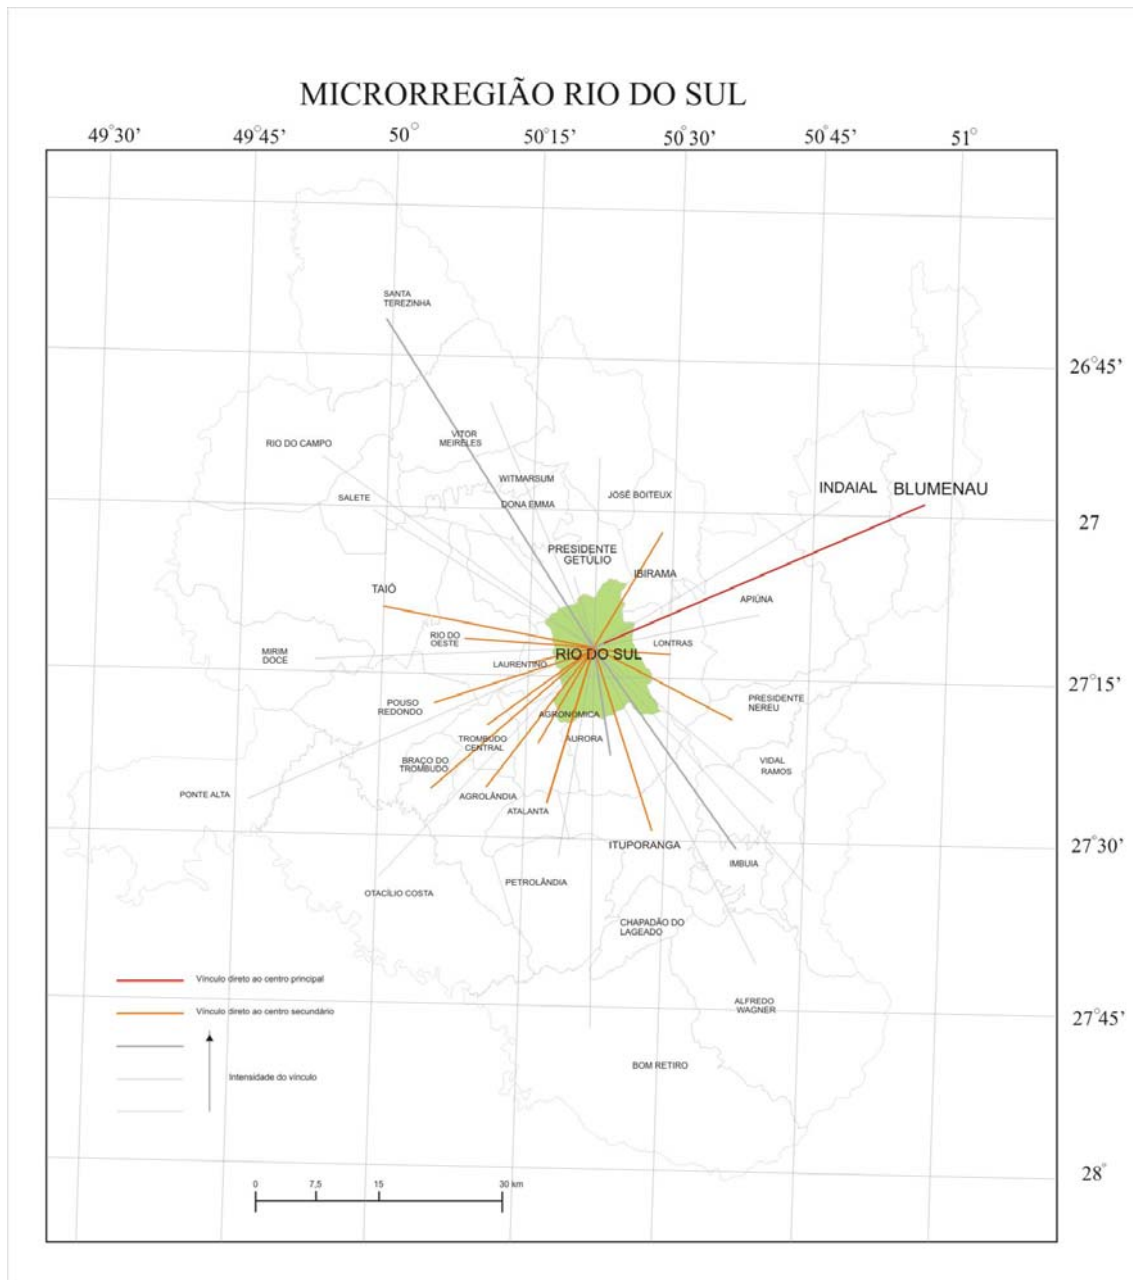 MICRORREGIÃO RIO DO SUL
49°30’ 49°45’ 50° 50°15’ 50°30’ 50°45’ 51°
SANTA
TEREZINHA
26°45’
VITOR
MEIRELES
RIO DO CAMPO
WITMARSUM
INDAIAL BLUMENAU
SALETE
JOSÉ BOITEUX
DONA EMMA
27
PRESIDENTE
GETÚLIO
IBIRAMA
TAIÓ
APIÚNA
RIO DO
OESTE
LONTRAS
MIRIM
DOCE
RIO DO SUL
LAURENTINO
27°15’
POUSO
REDONDO
PRESIDENTE
NEREU
AGRONÔMICA
TROMBUDO
CENTRAL
AURORA
BRAÇO DO
TROMBUDO
VIDAL
RAMOS
PONTE ALTA
AGROLÂNDIA
ATALANTA
ITUPORANGA
27°30’
IMBUIA
PETROLÂNDIA
OTACÍLIO COSTA
CHAPADÃO DO
LAGEADO
Vínculo direto ao centro principal
ALFREDO
WAGNER
Vínculo direto ao centro secundário
27°45’
BOM RETIRO
Intensidade do vínculo
28°
0 7,5 15 30 km